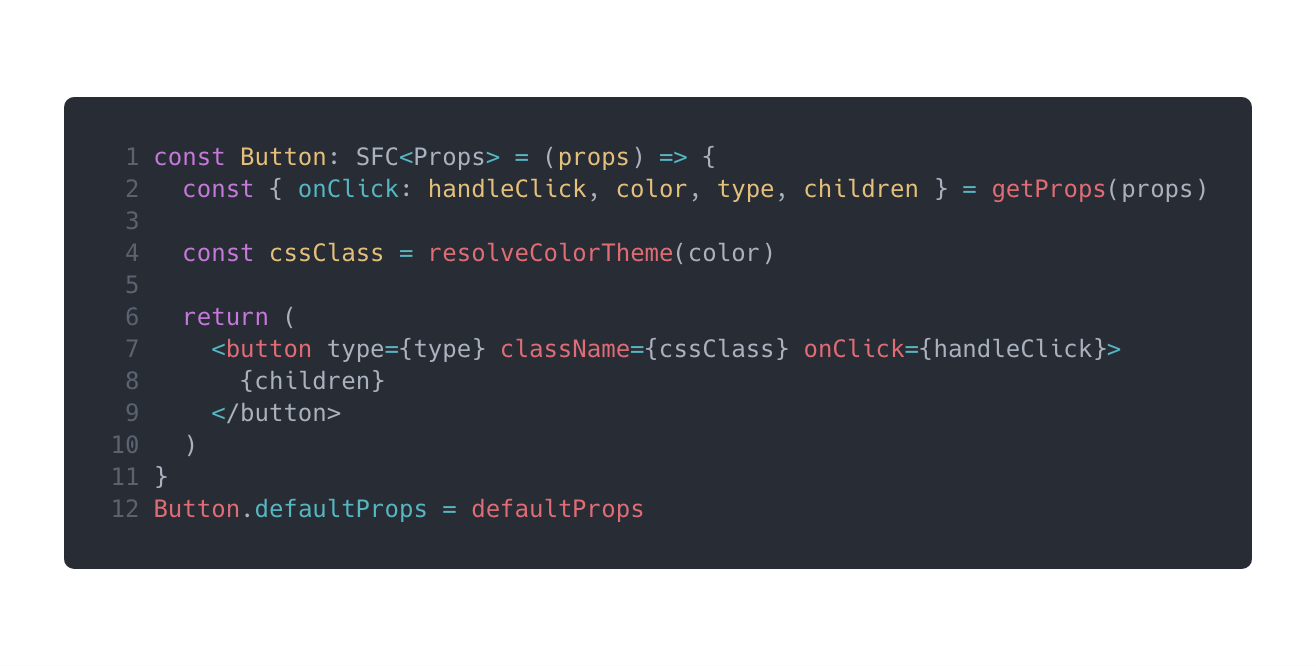 1 const Button: SFC<Props> = (props) => {
2   const { onClick: handleClick, color, type, children } = getProps(props)
3
4   const cssClass = resolveColorTheme(color)
5
6   return (
7     <button type={type} className={cssClass} onClick={handleClick}>
8       {children}
9     </button>
10   )
11 }
12 Button.defaultProps = defaultProps